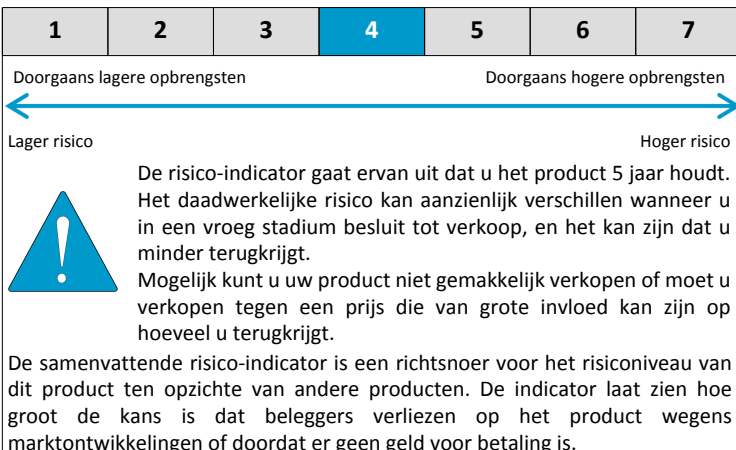 1 2 3 4 5 6 7
Doorgaans lagere opbrengsten Doorgaans hogere opbrengsten
Lager risico Hoger risico
De risico-indicator gaat ervan uit dat u het product 5 jaar houdt.
Het daadwerkelijke risico kan aanzienlijk verschillen wanneer u
in een vroeg stadium besluit tot verkoop, en het kan zijn dat u
minder terugkrijgt.
Mogelijk kunt u uw product niet gemakkelijk verkopen of moet u
verkopen tegen een prijs die van grote invloed kan zijn op
hoeveel u terugkrijgt.
De samenvattende risico-indicator is een richtsnoer voor het risiconiveau van
dit product ten opzichte van andere producten. De indicator laat zien hoe
groot de kans is dat beleggers verliezen op het product wegens
marktontwikkelingen of doordat er geen geld voor betaling is.